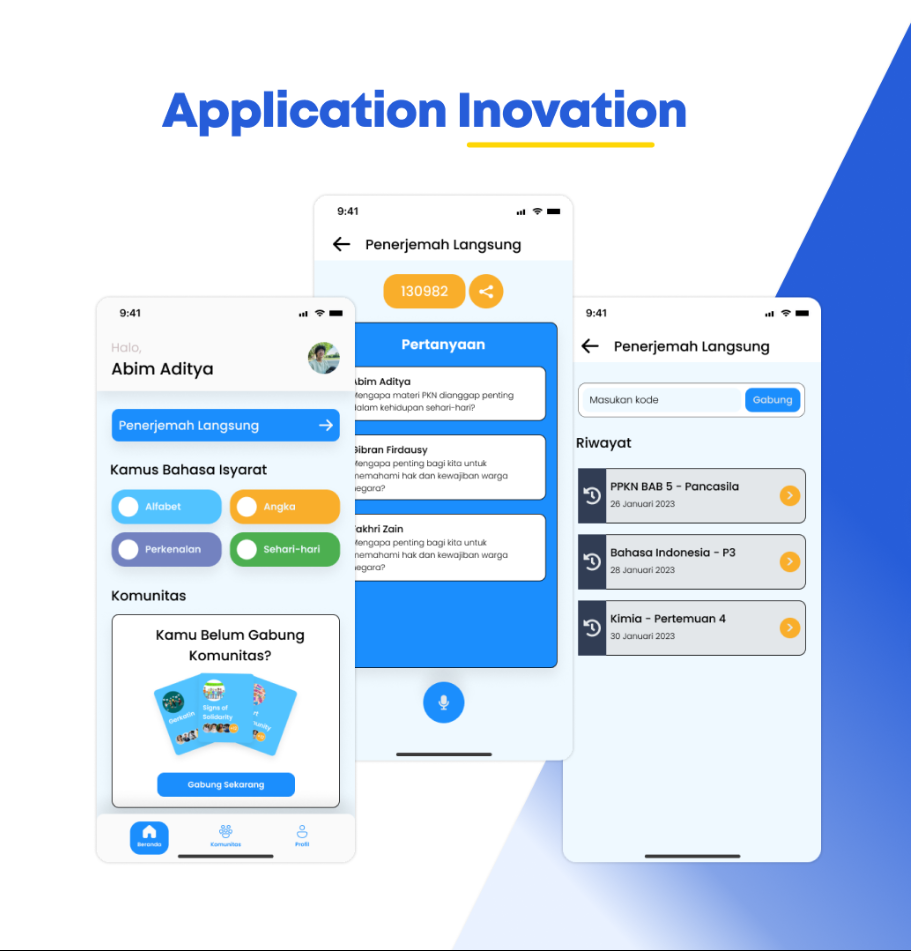 Application Inovation
9:41
Penerjemah Langsung
130982
Pertanyaan
Abim Aditya
Mengapa materi PKN dianggap penting
dalam kehidupan sehari-hari?
Gibran Firdausy
Mengapa penting bagi kita untuk
memahomi hak dan kewajiban warga
negara?
Fakhri Zain
Mengapa penting bagi kita untuk
memahomi hak dan kewajiban warga
negara?
9:41
Halo,
Abim Aditya
Penerjemah Langsung
Kamus Bahasa Isyarat
Alfabet
Angka
Perkenalan
Sehari-hari
Komunitas
Kamu Belum Gabung
Komunitas?
Gerkatin
Signs of
Solidarity
Gabung Sekarang
Beranda
Komunitas
Profil
9:41
Penerjemah Langsung
Masukan kode
Gabung
Riwayat
PPKN BAB 5 - Pancasila
26 Januari 2023
Bahasa Indonesia - P3
28 Januari 2023
Kimia - Pertemuan 4
30 Januari 2023